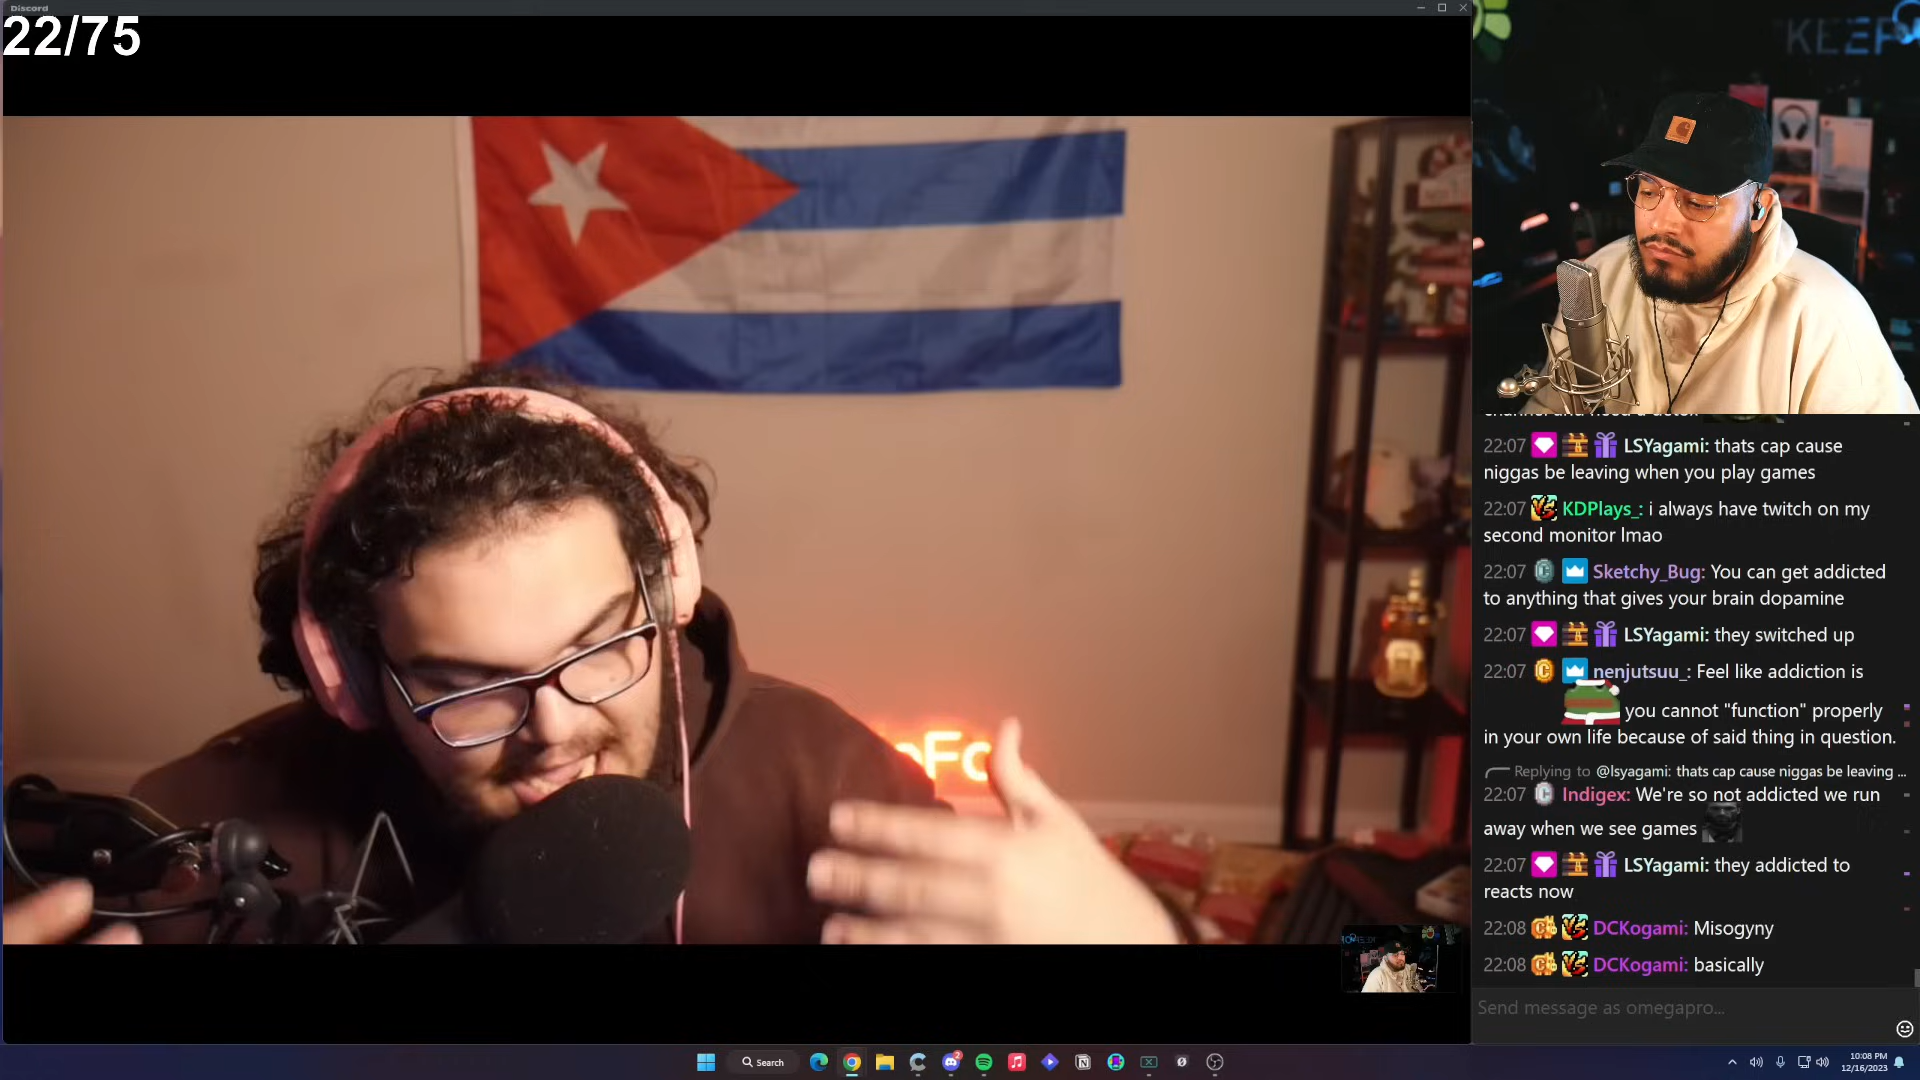 Discord
22/75
KEEP
22:07 LSYagami: thats cap cause
niggas be leaving when you play games
22:07 KDPlays_: i always have twitch on my
second monitor lmao
22:07 Sketchy_Bug: You can get addicted
to anything that gives your brain dopamine
22:07 LSYagami: they switched up
22:07 nenjutsuu_: Feel like addiction is
you cannot "function" properly
in your own life because of said thing in question.
Replying to @lsyagami: thats cap cause niggas be leaving ...
22:07 Indigex: We're so not addicted we run
away when we see games
22:07 LSYagami: they addicted to
reacts now
22:08 DCKogami: Misogyny
22:08 DCKogami: basically
Send message as omegapro...
Search
10:08 PM
12/16/2023